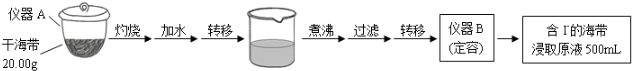 仪器 A
干海带
20.00g
灼烧
加水
转移
煮沸
过滤
转移
仪器 B
(定容)
含 I⁻的海带
浸取原液 500mL